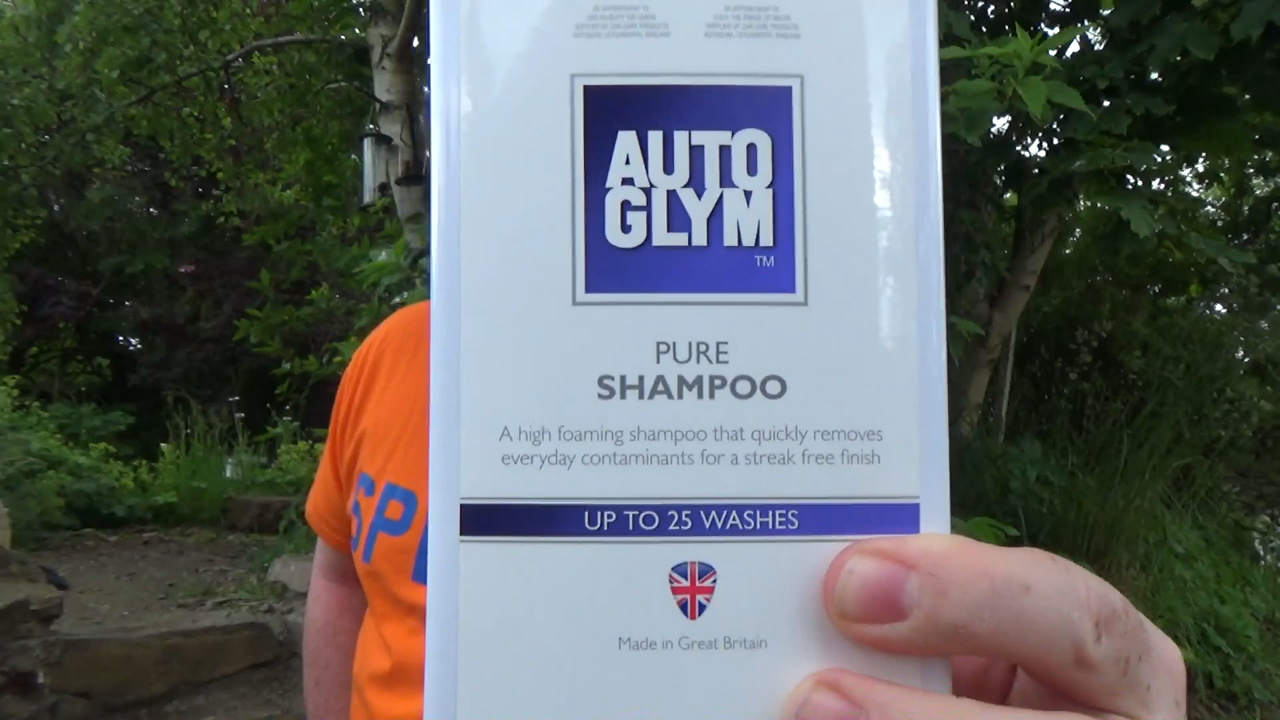 AUTO
GLYM
TM
PURE
SHAMPOO
A high foaming shampoo that quickly removes
everyday contaminants for a streak free finish
UP TO 25 WASHES
Made in Great Britain
SP